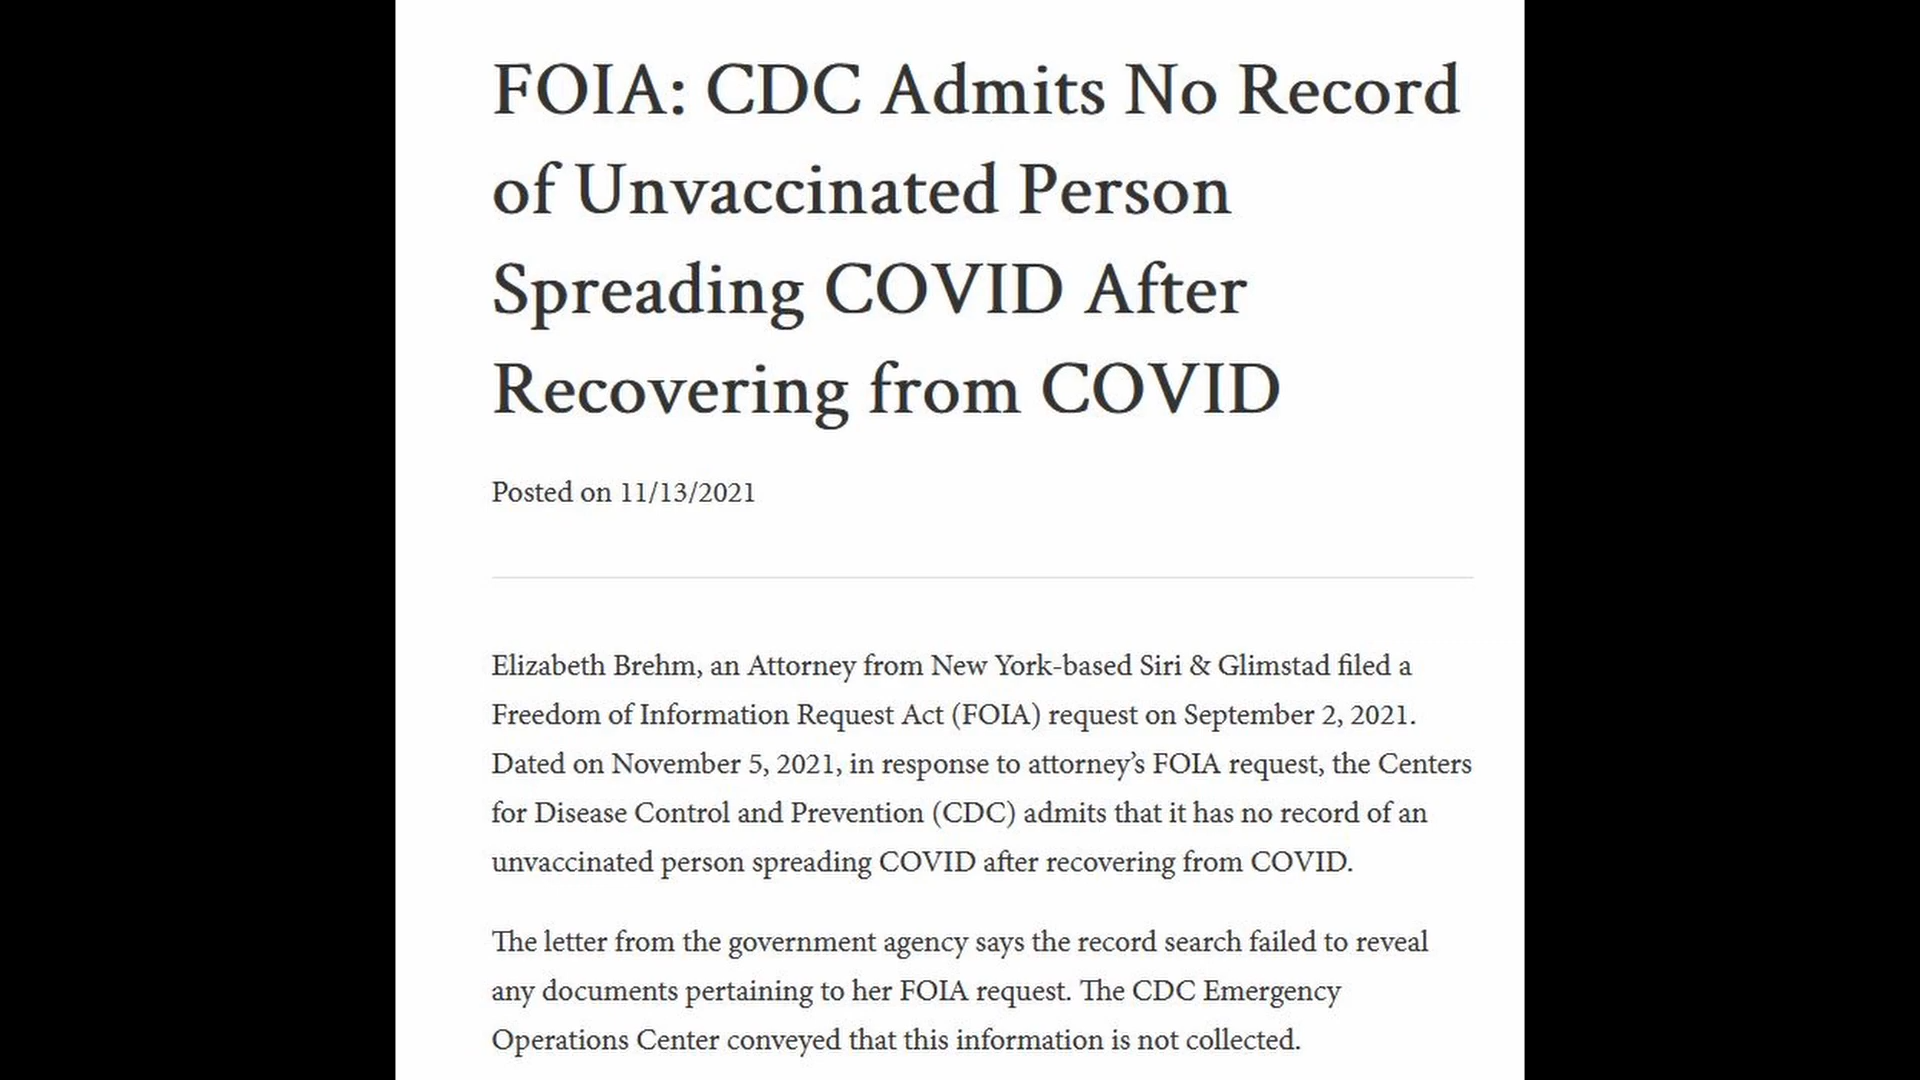 FOIA: CDC Admits No Record
of Unvaccinated Person
Spreading COVID After
Recovering from COVID
Posted on 11/13/2021
Elizabeth Brehm, an Attorney from New York-based Siri & Glimstad filed a
Freedom of Information Request Act (FOIA) request on September 2, 2021.
Dated on November 5, 2021, in response to attorney’s FOIA request, the Centers
for Disease Control and Prevention (CDC) admits that it has no record of an
unvaccinated person spreading COVID after recovering from COVID.
The letter from the government agency says the record search failed to reveal
any documents pertaining to her FOIA request. The CDC Emergency
Operations Center conveyed that this information is not collected.